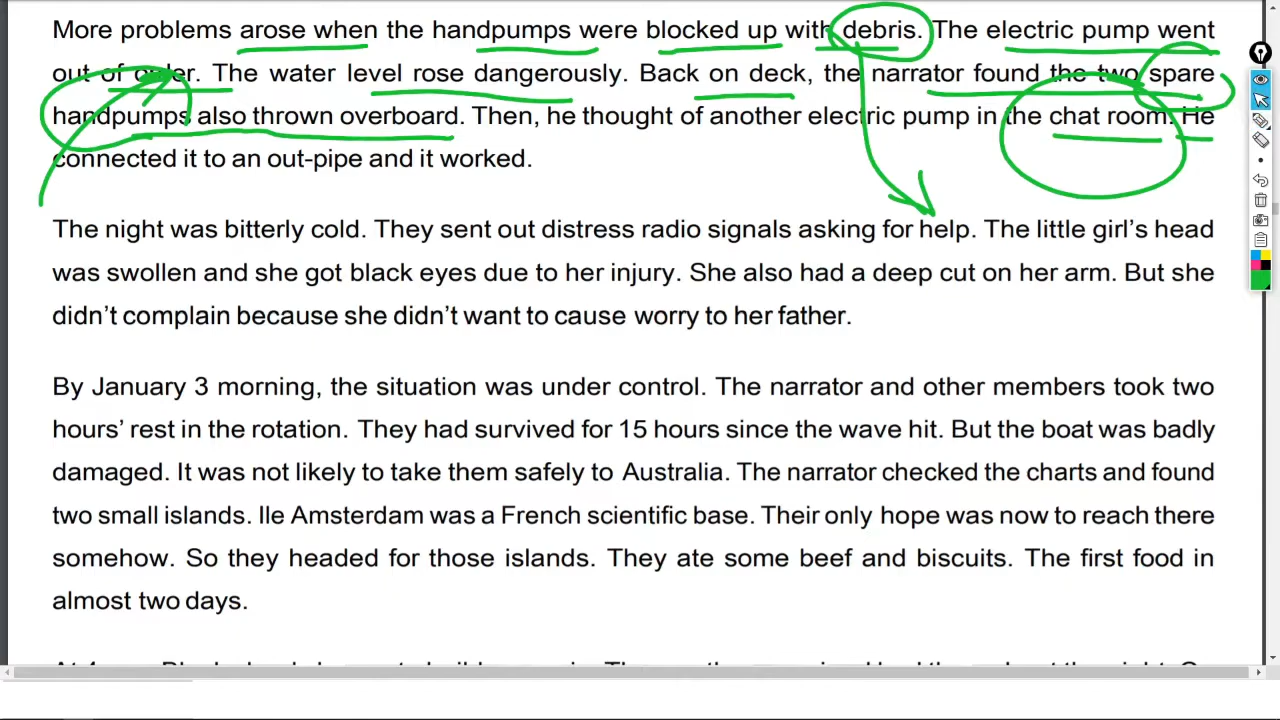 More problems arose when the handpumps were blocked up with debris. The electric pump went
out of order. The water level rose dangerously. Back on deck, the narrator found the two spare
handpumps also thrown overboard. Then, he thought of another electric pump in the chat room. He
connected it to an out-pipe and it worked.
The night was bitterly cold. They sent out distress radio signals asking for help. The little girl’s head
was swollen and she got black eyes due to her injury. She also had a deep cut on her arm. But she
didn’t complain because she didn’t want to cause worry to her father.
By January 3 morning, the situation was under control. The narrator and other members took two
hours’ rest in the rotation. They had survived for 15 hours since the wave hit. But the boat was badly
damaged. It was not likely to take them safely to Australia. The narrator checked the charts and found
two small islands. Ile Amsterdam was a French scientific base. Their only hope was now to reach there
somehow. So they headed for those islands. They ate some beef and biscuits. The first food in
almost two days.